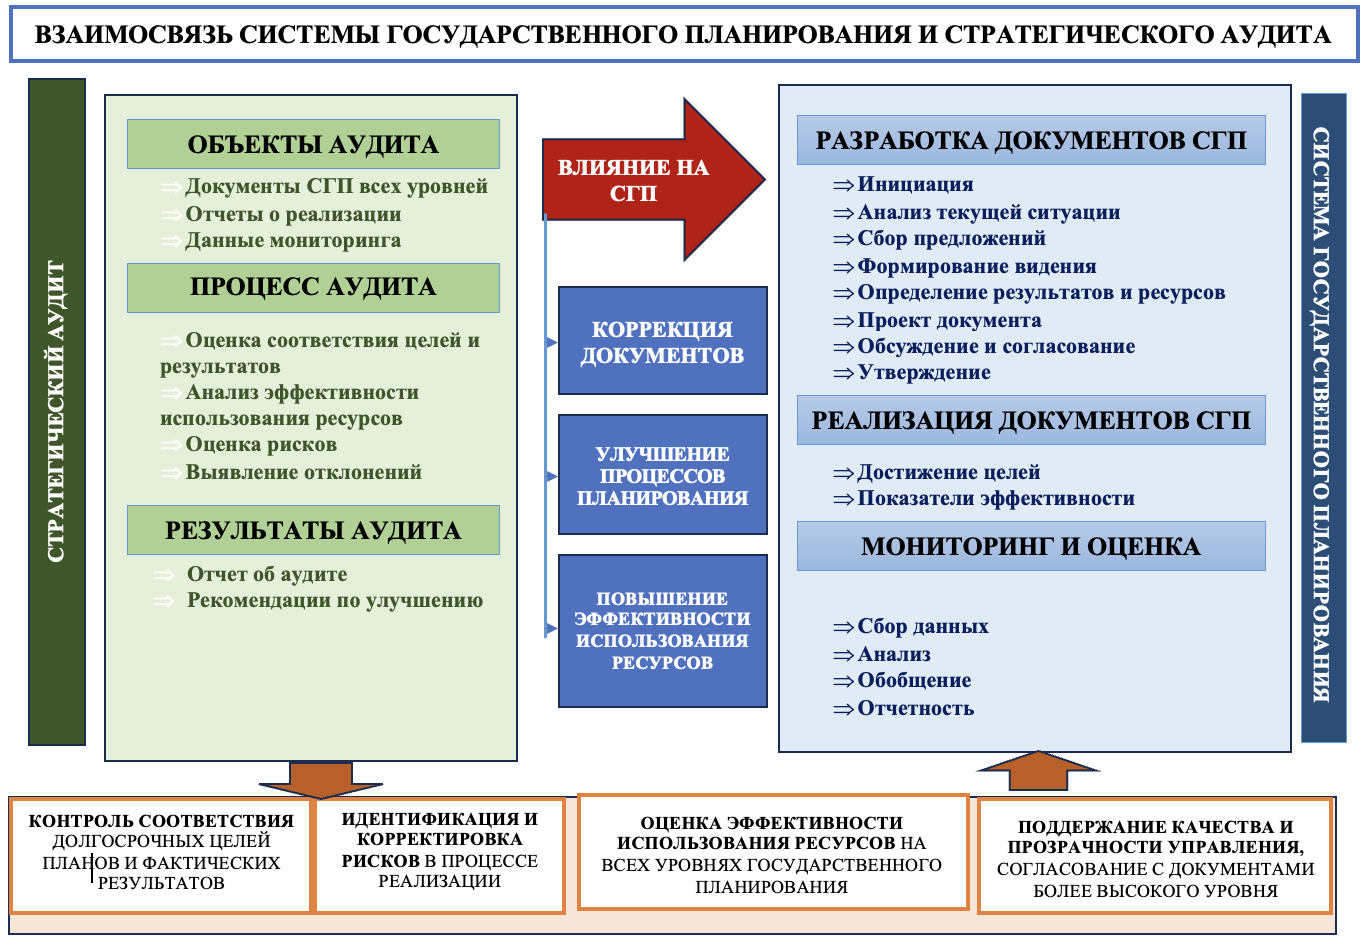 ВЗАИМОСВЯЗЬ СИСТЕМЫ ГОСУДАРСТВЕННОГО ПЛАНИРОВАНИЯ И СТРАТЕГИЧЕСКОГО АУДИТА
СТРАТЕГИЧЕСКИЙ АУДИТ
ОБЪЕКТЫ АУДИТА
⇒Документы СГП всех уровней
⇒Отчеты о реализации
⇒Данные мониторинга
ПРОЦЕСС АУДИТА
⇒Оценка соответствия целей и
результатов
⇒Анализ эффективности
использования ресурсов
⇒Оценка рисков
⇒Выявление отклонений
РЕЗУЛЬТАТЫ АУДИТА
⇒ Отчет об аудите
⇒ Рекомендации по улучшению
ВЛИЯНИЕ НА
СГП
КОРРЕКЦИЯ
ДОКУМЕНТОВ
УЛУЧШЕНИЕ
ПРОЦЕССОВ
ПЛАНИРОВАНИЯ
ПОВЫШЕНИЕ
ЭФФЕКТИВНОСТИ
ИСПОЛЬЗОВАНИЯ
РЕСУРСОВ
РАЗРАБОТКА ДОКУМЕНТОВ СГП
⇒Инициация
⇒Анализ текущей ситуации
⇒Сбор предложений
⇒Формирование видения
⇒Определение результатов и ресурсов
⇒Проект документа
⇒Обсуждение и согласование
⇒Утверждение
РЕАЛИЗАЦИЯ ДОКУМЕНТОВ СГП
⇒Достижение целей
⇒Показатели эффективности
МОНИТОРИНГ И ОЦЕНКА
⇒Сбор данных
⇒Анализ
⇒Обобщение
⇒Отчетность
СИСТЕМА ГОСУДАРСТВЕННОГО ПЛАНИРОВАНИЯ
КОНТРОЛЬ СООТВЕТСТВИЯ
ДОЛГОСРОЧНЫХ ЦЕЛЕЙ
ПЛАНОВ И ФАКТИЧЕСКИХ
РЕЗУЛЬТАТОВ
ИДЕНТИФИКАЦИЯ И
КОРРЕКТИРОВКА
РИСКОВ В ПРОЦЕССЕ
РЕАЛИЗАЦИИ
ОЦЕНКА ЭФФЕКТИВНОСТИ
ИСПОЛЬЗОВАНИЯ РЕСУРСОВ НА
ВСЕХ УРОВНЯХ ГОСУДАРСТВЕННОГО
ПЛАНИРОВАНИЯ
ПОДДЕРЖАНИЕ КАЧЕСТВА И
ПРОЗРАЧНОСТИ УПРАВЛЕНИЯ,
СОГЛАСОВАНИЕ С ДОКУМЕНТАМИ
БОЛЕЕ ВЫСОКОГО УРОВНЯ